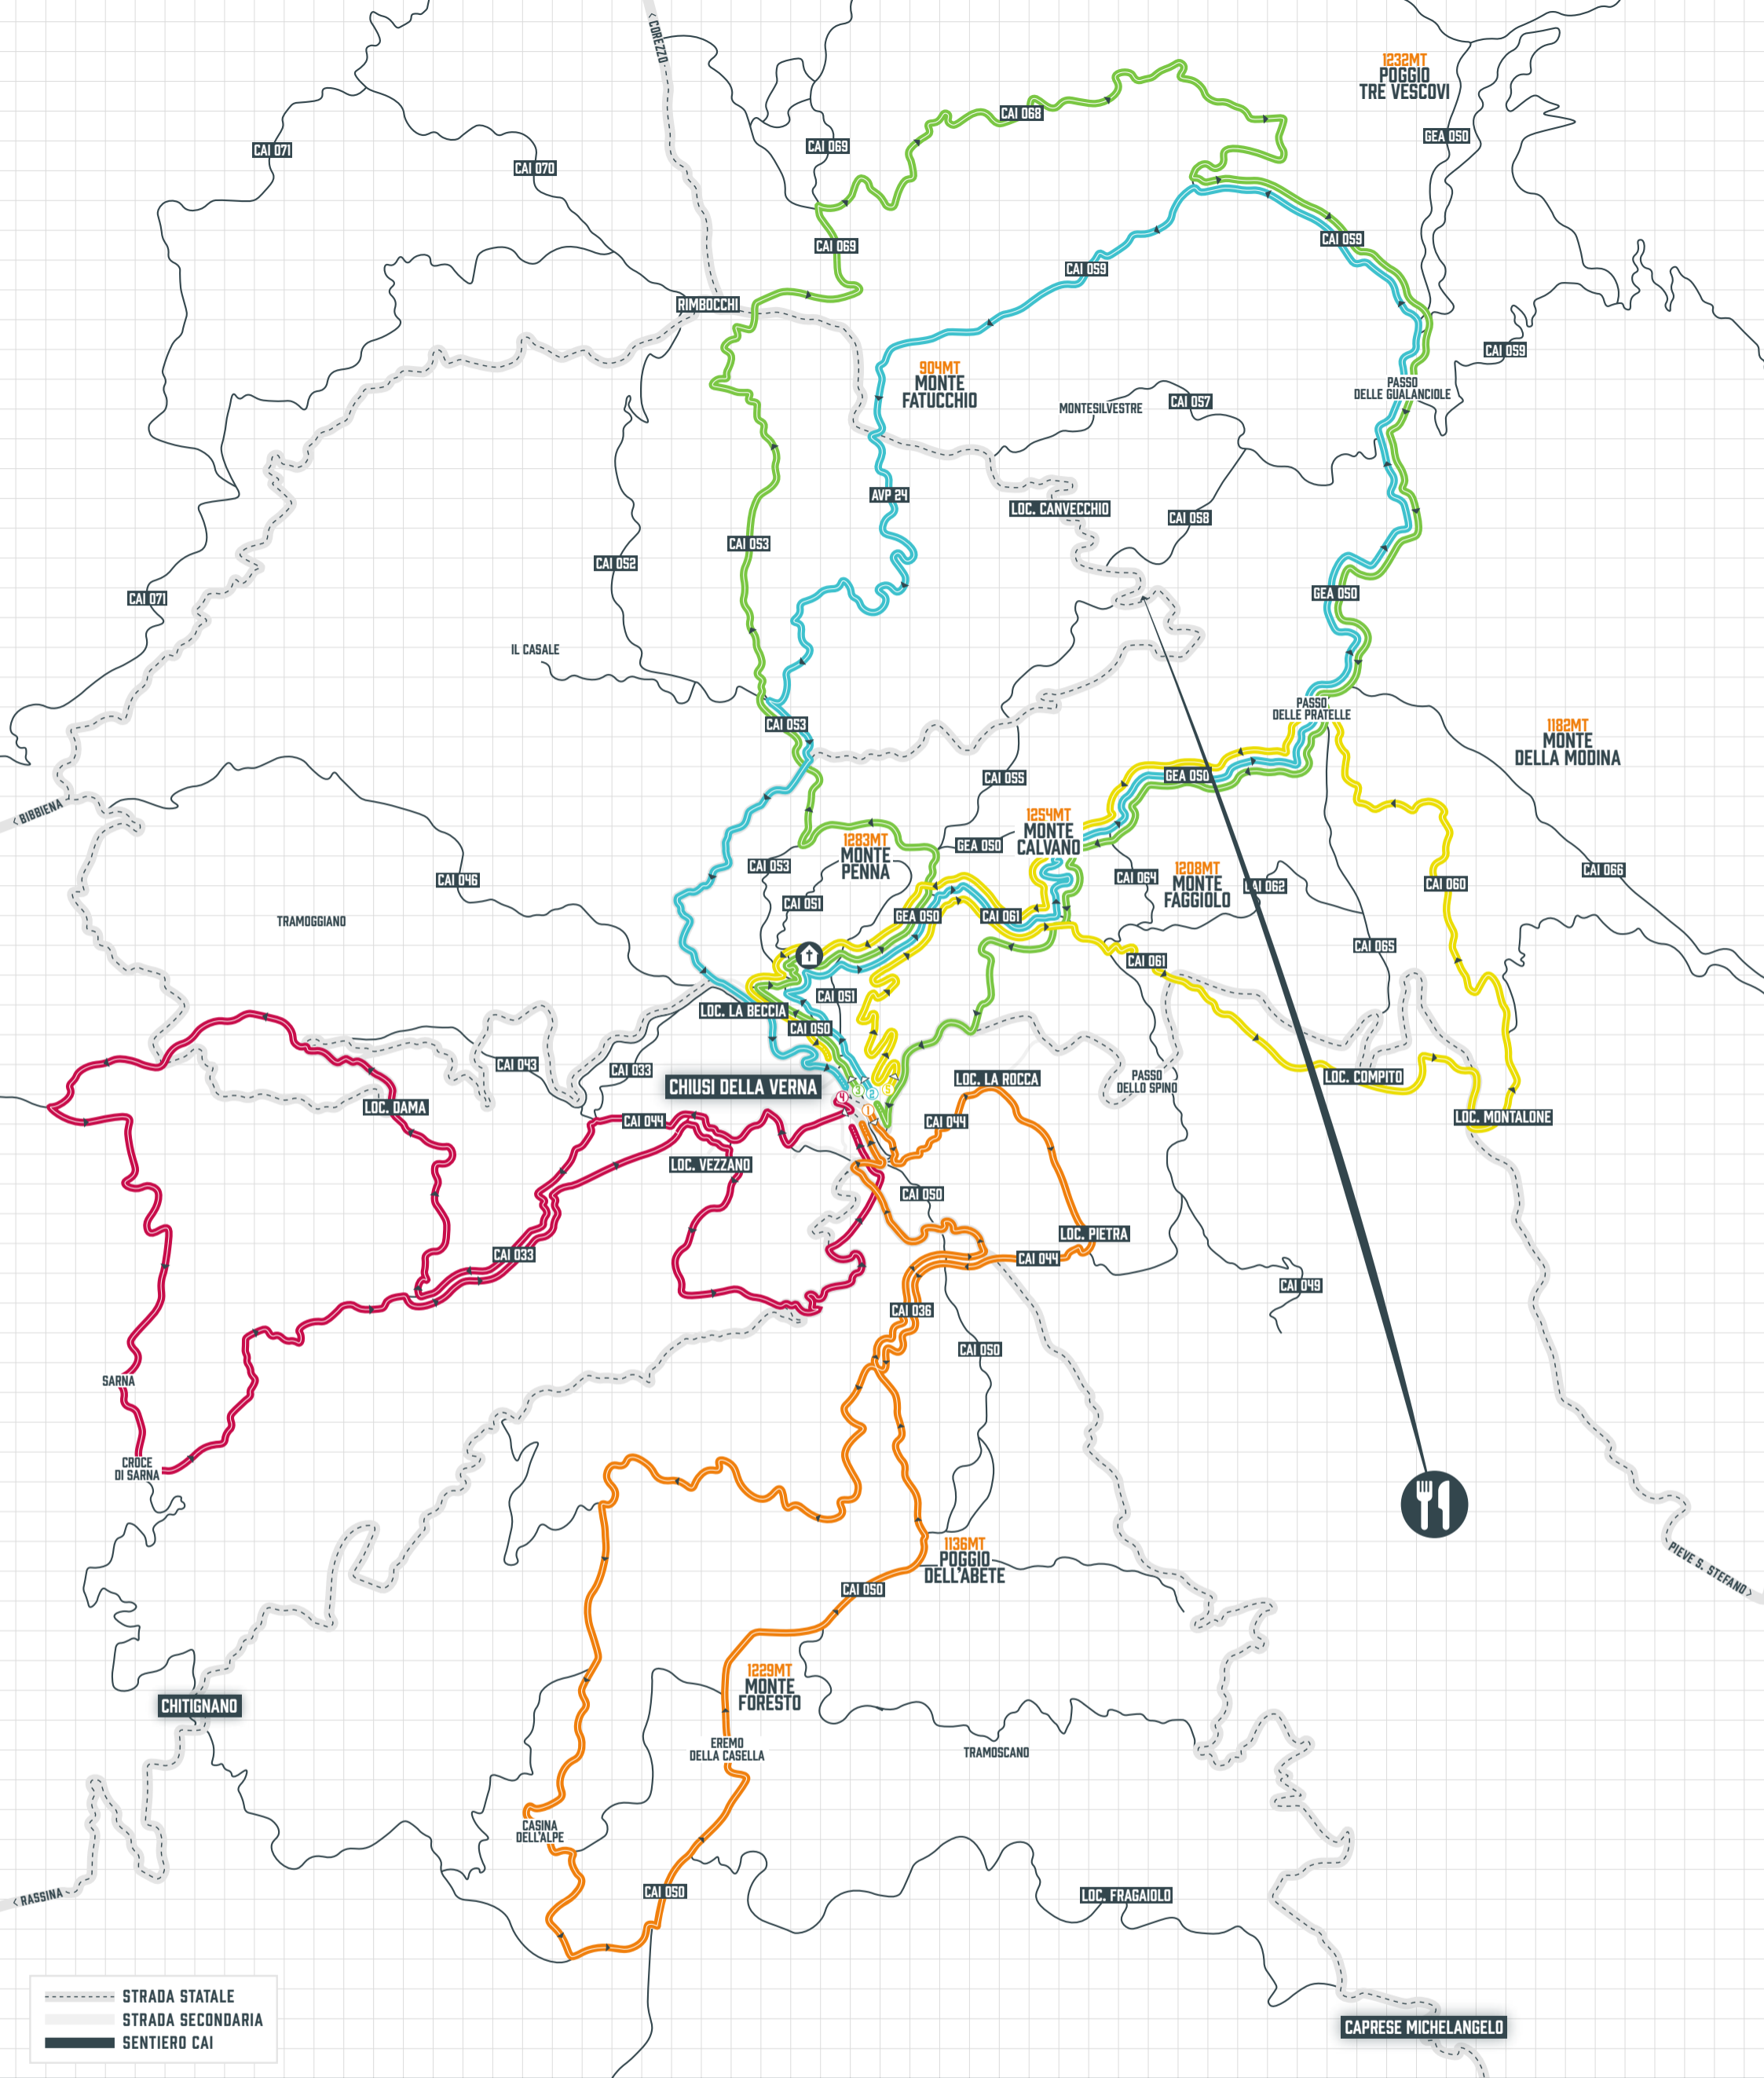 < COREZZO
1232MT
POGGIO
TRE VESCOVI
CAI 068
GEA 050
CAI 071
CAI 069
CAI 070
CAI 069
CAI 059
CAI 059
RIMBOCCHI
CAI 059
904MT
MONTE
FATUCCHIO
PASSO
DELLE GUALANCIOLE
MONTESILVESTRE
CAI 057
AVP 24
LOC. CANVECCHIO
CAI 058
CAI 053
CAI 052
GEA 050
CAI 071
IL CASALE
PASSO
DELLE PRATELLE
CAI 053
1182MT
MONTE
DELLA MODINA
GEA 050
CAI 055
< BIBBIENA
1254MT
MONTE
CALVANO
1283MT
MONTE
PENNA
GEA 050
CAI 053
CAI 046
CAI 064
1208MT
MONTE
FAGGIOLO
CAI 062
CAI 060
CAI 066
CAI 051
GEA 050
CAI 061
TRAMOGGIANO
CAI 065
CAI 061
CAI 051
LOC. LA BECCIA
CAI 050
CAI 043
CAI 033
CHIUSI DELLA VERNA
4
3
2
5
1
LOC. LA ROCCA
PASSO
DELLO SPINO
LOC. COMPITO
LOC. DAMA
CAI 044
CAI 044
LOC. MONTALONE
LOC. VEZZANO
CAI 050
LOC. PIETRA
CAI 033
CAI 044
CAI 049
CAI 036
CAI 050
SARNA
CROCE
DI SARNA
1136MT
POGGIO
DELL'ABETE
PIEVE S. STEFANO >
CAI 050
1229MT
MONTE
FORESTO
CHITIGNANO
EREMO
DELLA CASELLA
TRAMOSCANO
CASINA
DELL'ALPE
CAI 050
LOC. FRAGAIOLO
< RASSINA
STRADA STATALE
STRADA SECONDARIA
SENTIERO CAI
CAPRESE MICHELANGELO